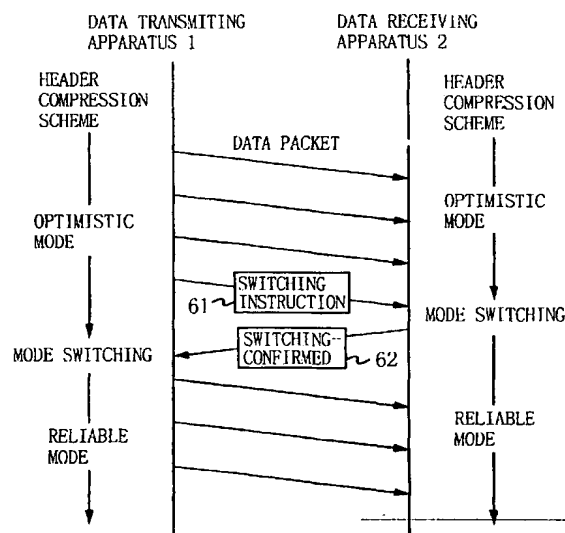 DATA TRANSMITING
APPARATUS 1
DATA RECEIVING
APPARATUS 2
HEADER
COMPRESSION
SCHEME
HEADER
COMPRESSION
SCHEME
DATA PACKET
OPTIMISTIC
MODE
OPTIMISTIC
MODE
SWITCHING
INSTRUCTION
61
MODE SWITCHING
SWITCHING--
CONFIRMED
62
MODE SWITCHING
RELIABLE
MODE
RELIABLE
MODE